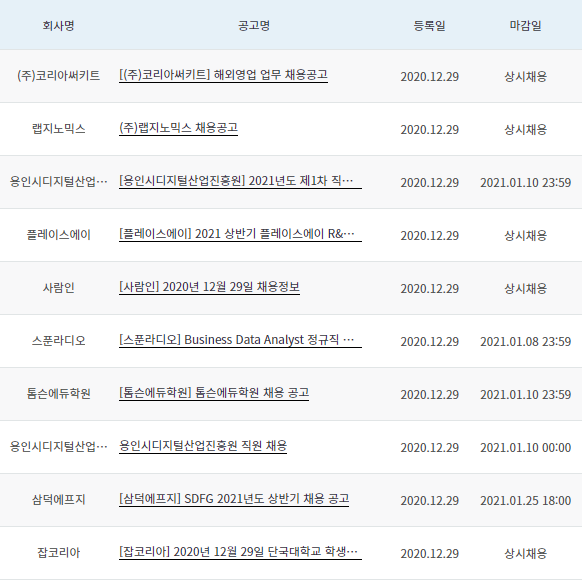 회사명 공고명 등록일 마감일
(주)코리아써키트 [(주)코리아써키트] 해외영업 업무 채용공고 2020.12.29 상시채용
랩지노믹스 (주)랩지노믹스 채용공고 2020.12.29 상시채용
용인시디지털산업… [용인시디지털산업진흥원] 2021년도 제1차 직… 2020.12.29 2021.01.10 23:59
플레이스에이 [플레이스에이] 2021 상반기 플레이스에이 R&… 2020.12.29 상시채용
사람인 [사람인] 2020년 12월 29일 채용정보 2020.12.29 상시채용
스푼라디오 [스푼라디오] Business Data Analyst 정규직 … 2020.12.29 2021.01.08 23:59
톰슨에듀학원 [톰슨에듀학원] 톰슨에듀학원 채용 공고 2020.12.29 2021.01.10 23:59
용인시디지털산업… 용인시디지털산업진흥원 직원 채용 2020.12.29 2021.01.10 00:00
삼덕에프지 [삼덕에프지] SDFG 2021년도 상반기 채용 공고 2020.12.29 2021.01.25 18:00
잡코리아 [잡코리아] 2020년 12월 29일 단국대학교 학생… 2020.12.29 상시채용